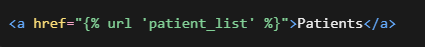 <a href="{% url 'patient_list' %}">Patients</a>